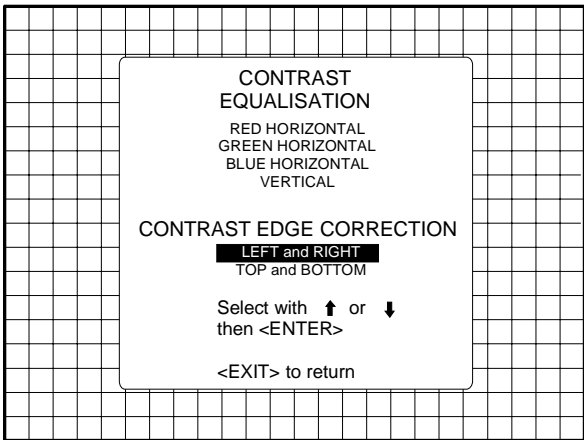 CONTRAST
EQUALISATION
RED HORIZONTAL
GREEN HORIZONTAL
BLUE HORIZONTAL
VERTICAL
CONTRAST EDGE CORRECTION
LEFT and RIGHT
TOP and BOTTOM
Select with ⬆ or ⬇
then <ENTER>
<EXIT> to return